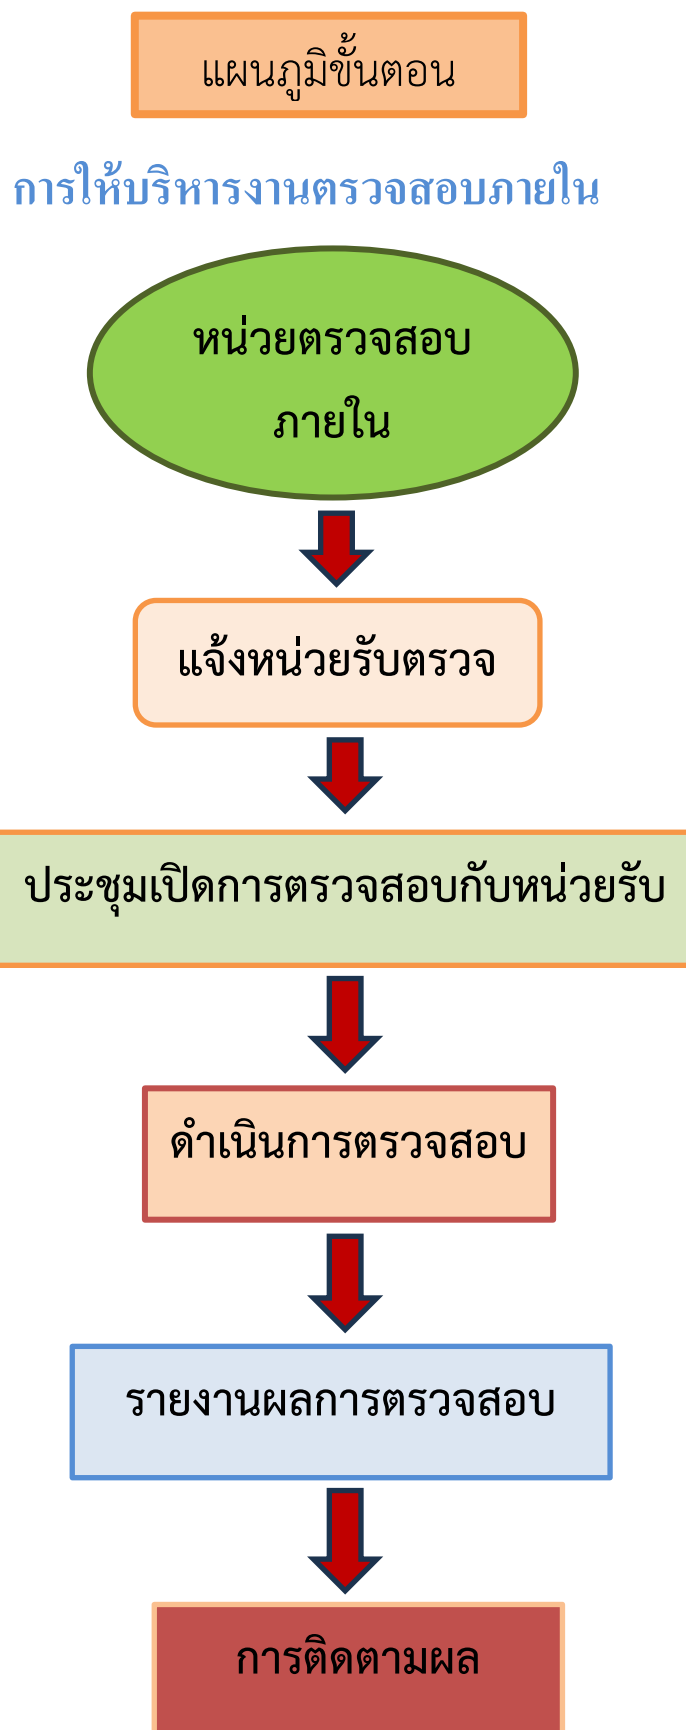 แผนภูมิขั้นตอน
การให้บริหารงานตรวจสอบภายใน
หน่วยตรวจสอบ
ภายใน
แจ้งหน่วยรับตรวจ
ประชุมเปิดการตรวจสอบกับหน่วยรับ
ดำเนินการตรวจสอบ
รายงานผลการตรวจสอบ
การติดตามผล